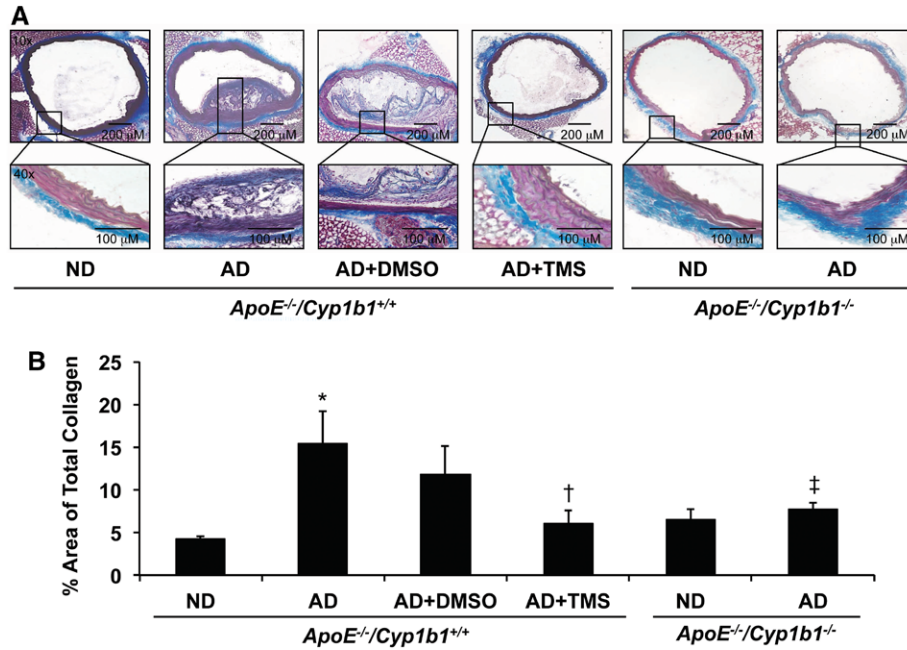 A
10x
200 µM 200 µM 200 µM 200 µM 200 µM 200 µM
40x
100 µM 100 µM 100 µM 100 µM 100 µM 100 µM
ND AD AD+DMSO AD+TMS ND AD
ApoE-/-/Cyp1b1+/+ ApoE-/-/Cyp1b1-/-
B
% Area of Total Collagen
25
20
15
10
5
0
* † ‡
ND AD AD+DMSO AD+TMS ND AD
ApoE-/-/Cyp1b1+/+ ApoE-/-/Cyp1b1-/-